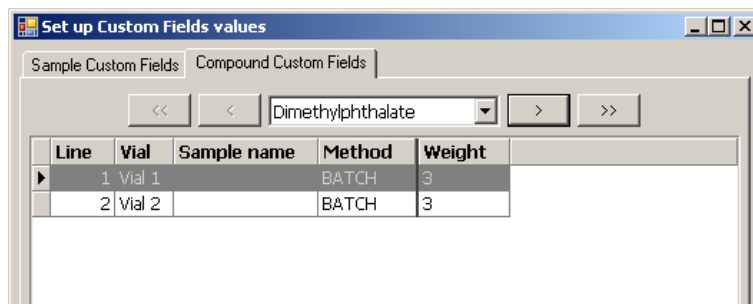 Set up Custom Fields values
Sample Custom Fields Compound Custom Fields
<< < Dimethylphthalate > >>
Line Vial Sample name Method Weight
1 Vial 1 BATCH 3
2 Vial 2 BATCH 3